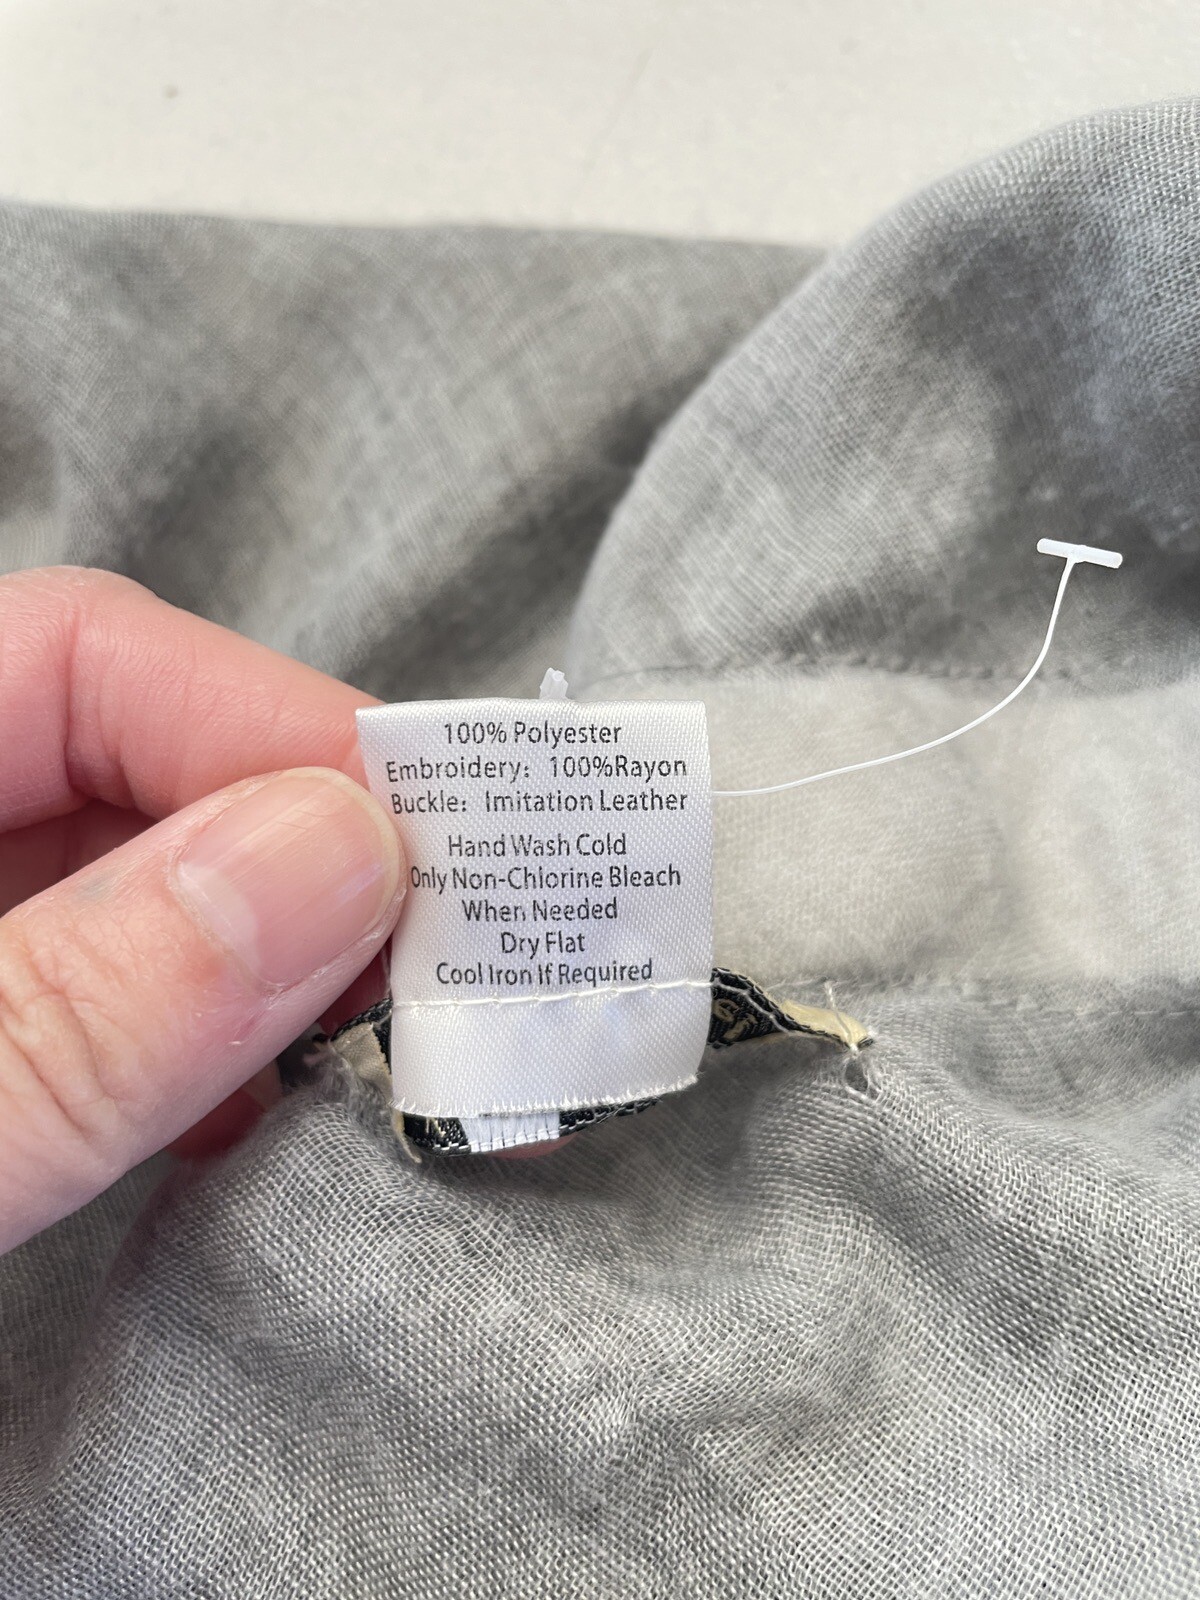 100% Polyester
Embroidery: 100%Rayon
Buckle: Imitation Leather
Hand Wash Cold
Only Non-Chlorine Bleach
When Needed
Dry Flat
Cool Iron If Required